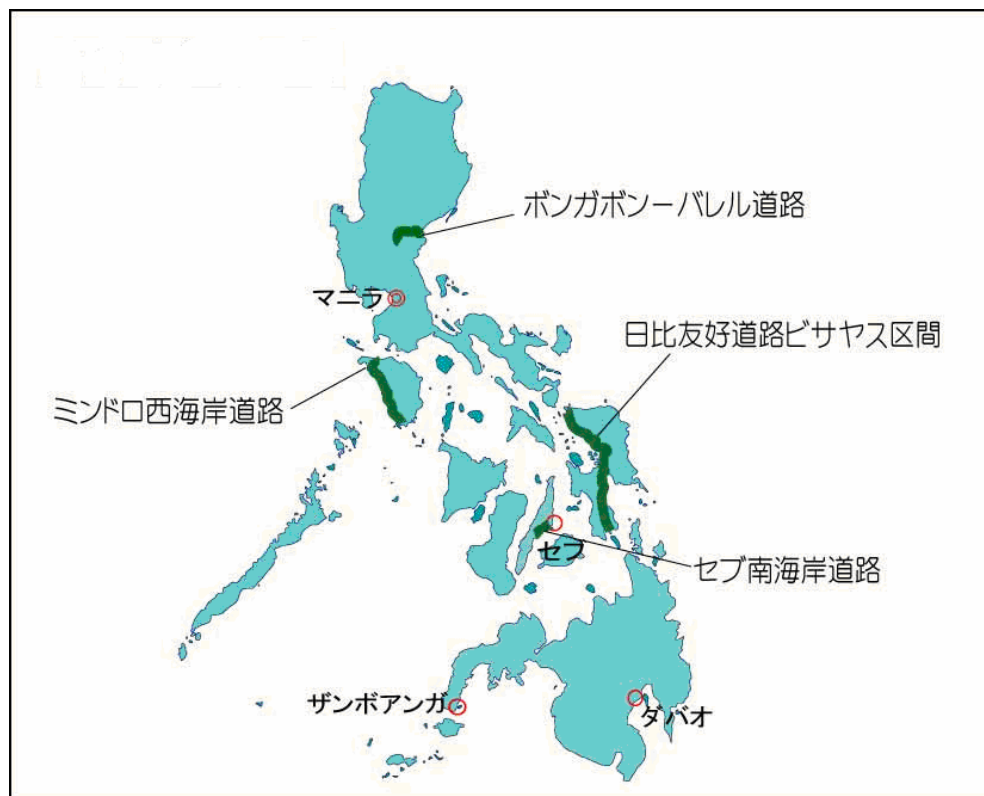 ボンガボンーバレル道路
マニラ
日比友好道路ビサヤス区間
ミンドロ西海岸道路
セブ
セブ南海岸道路
ザンボアンガ
ダバオ